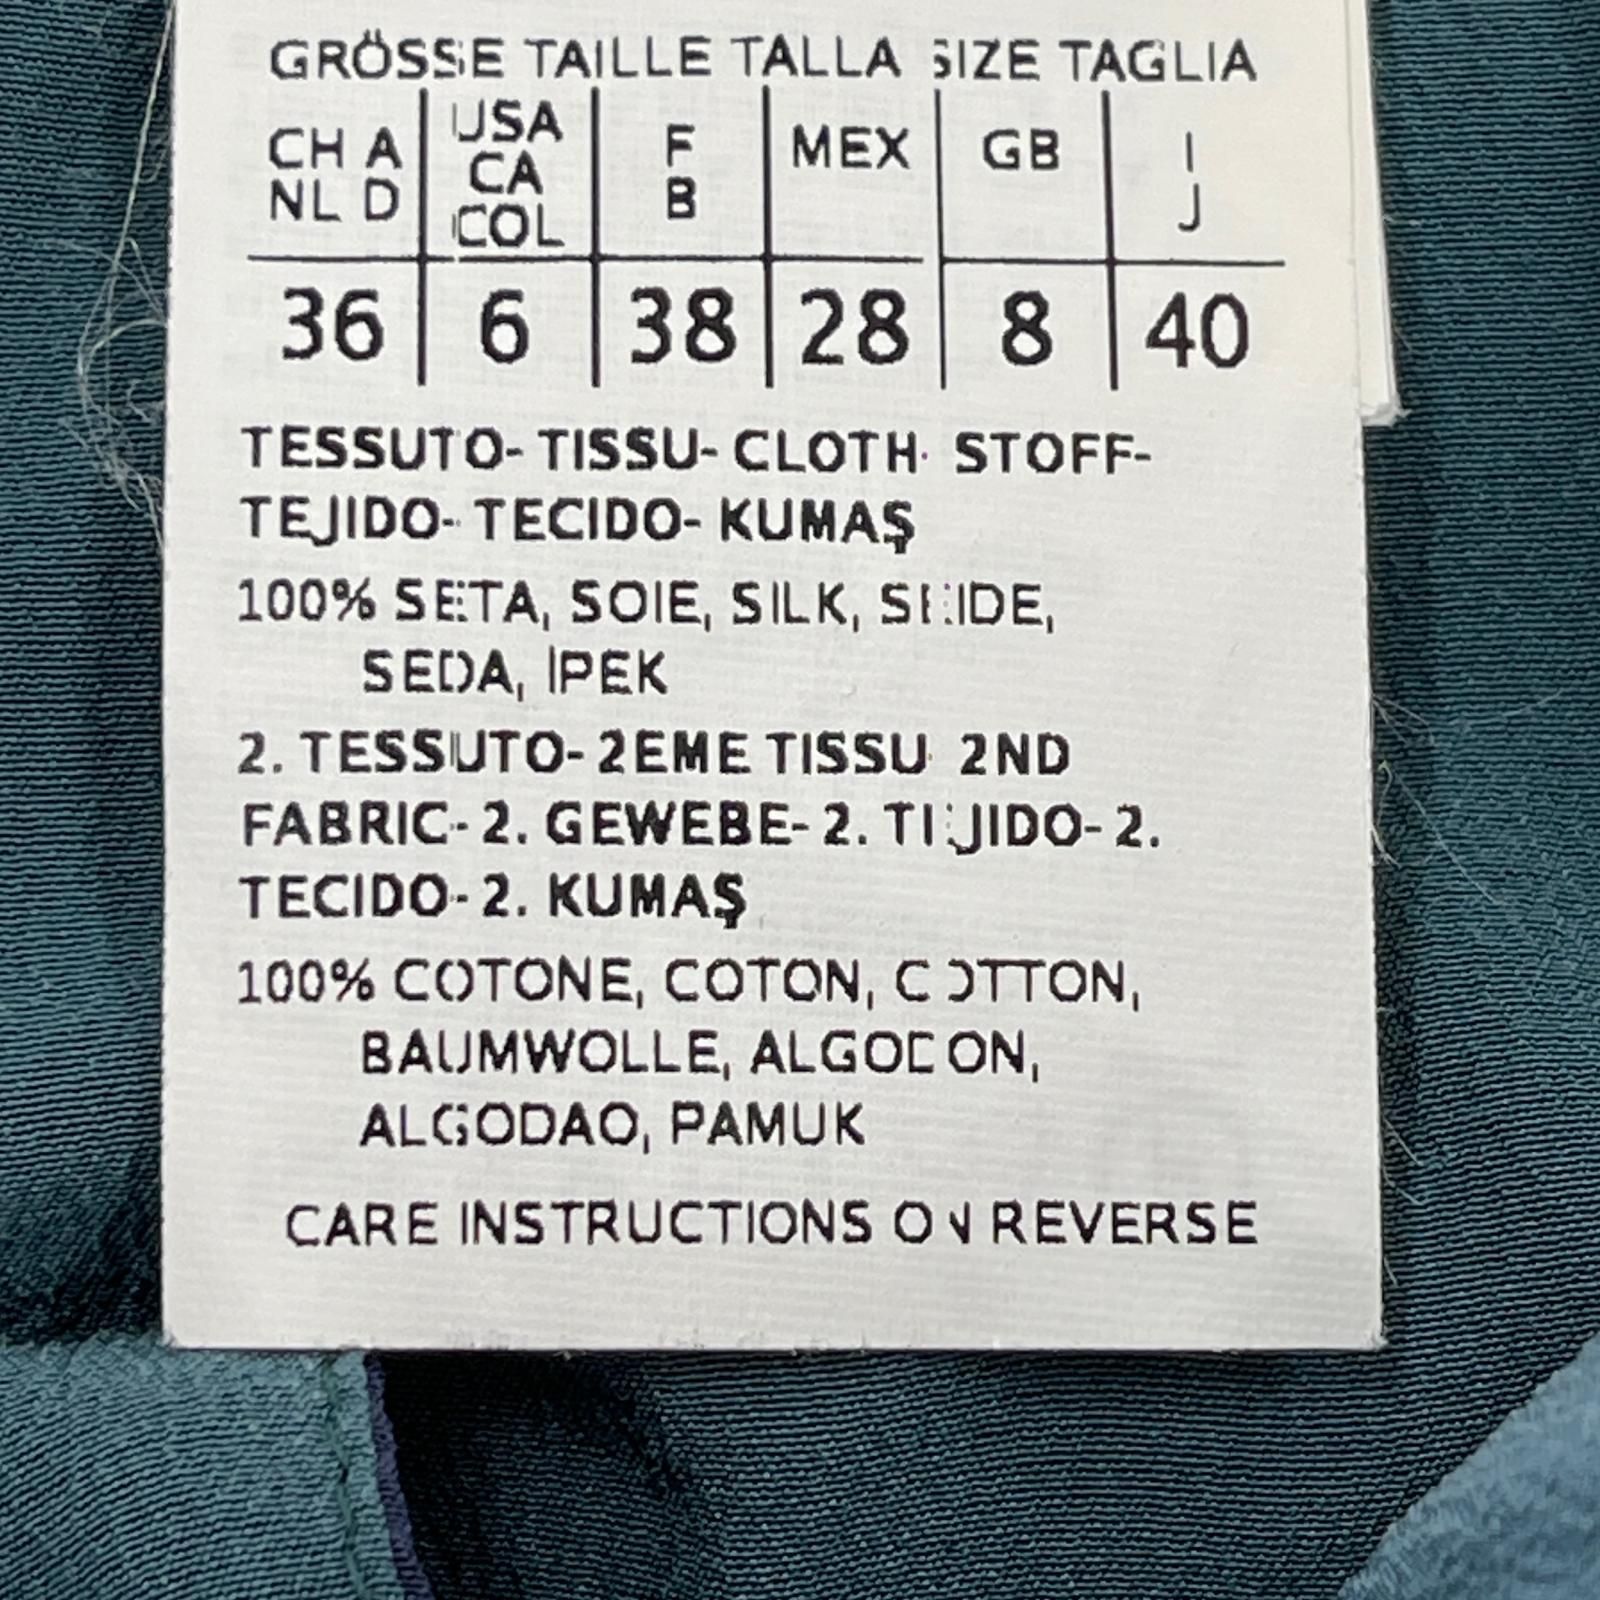 GRÖSSE TAILLE TALLA SIZE TAGLIA
CH A NL D USA CA COL F B MEX GB I J
36 6 38 28 8 40
TESSUTO- TISSU- CLOTH- STOFF-
TEJIDO- TECIDO- KUMAŞ
100% SETA, SOIE, SILK, SEIDE,
SEDA, IPEK
2. TESSUTO- 2EME TISSU 2ND
FABRIC- 2. GEWEBE- 2. TEJIDO- 2.
TECIDO- 2. KUMAŞ
100% COTONE, COTON, COTTON,
BAUMWOLLE, ALGODON,
ALGODAO, PAMUK
CARE INSTRUCTIONS ON REVERSE